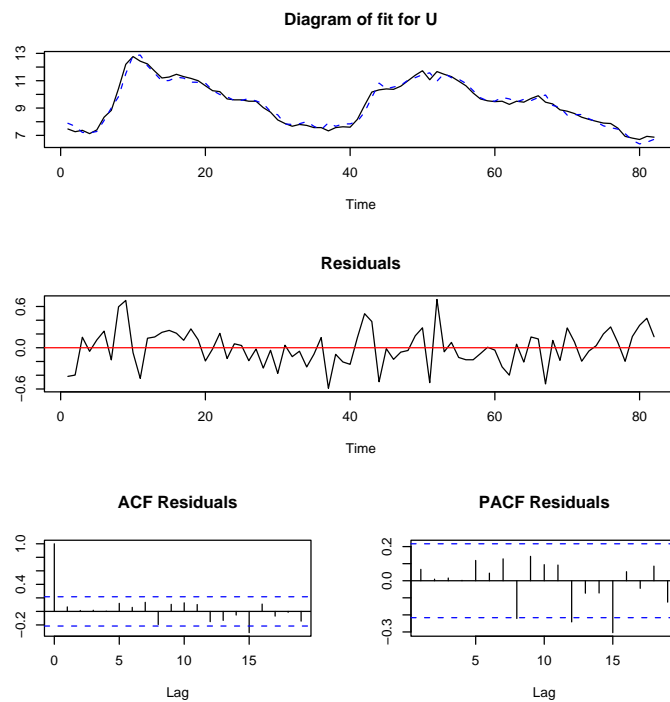 Diagram of fit for U
13
11
9
7
0 20 40 60 80
Time
Residuals
0.6
0.0
−0.6
0 20 40 60 80
Time
ACF Residuals
1.0
0.4
−0.2
0 5 10 15
Lag
PACF Residuals
0.2
0.0
−0.3
5 10 15
Lag